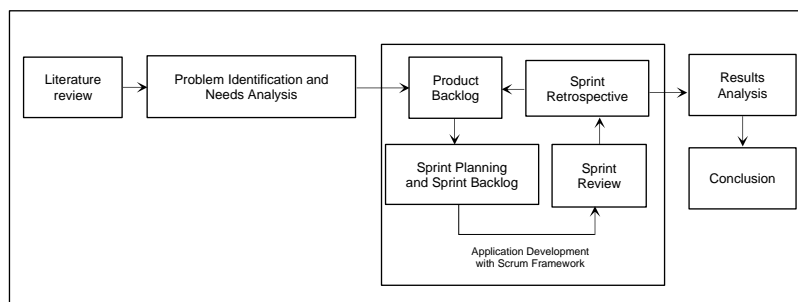 Literature
review
Problem Identification and
Needs Analysis
Product
Backlog
Sprint
Retrospective
Results
Analysis
Sprint Planning
and Sprint Backlog
Sprint
Review
Conclusion
Application Development
with Scrum Framework